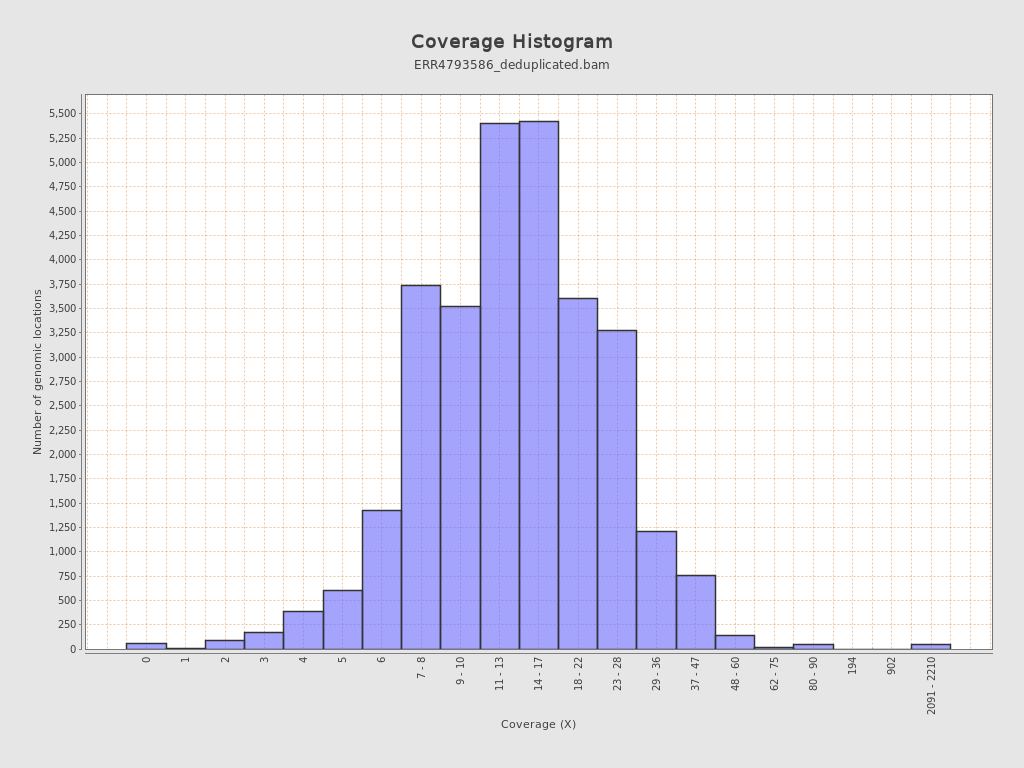 Coverage Histogram
ERR4793586_deduplicated.bam
Number of genomic locations
5,500
5,250
5,000
4,750
4,500
4,250
4,000
3,750
3,500
3,250
3,000
2,750
2,500
2,250
2,000
1,750
1,500
1,250
1,000
750
500
250
0
0
1
2
3
4
5
6
7 - 8
9 - 10
11 - 13
14 - 17
18 - 22
23 - 28
29 - 36
37 - 47
48 - 60
62 - 75
80 - 90
194
902
2091 - 2210
Coverage (X)